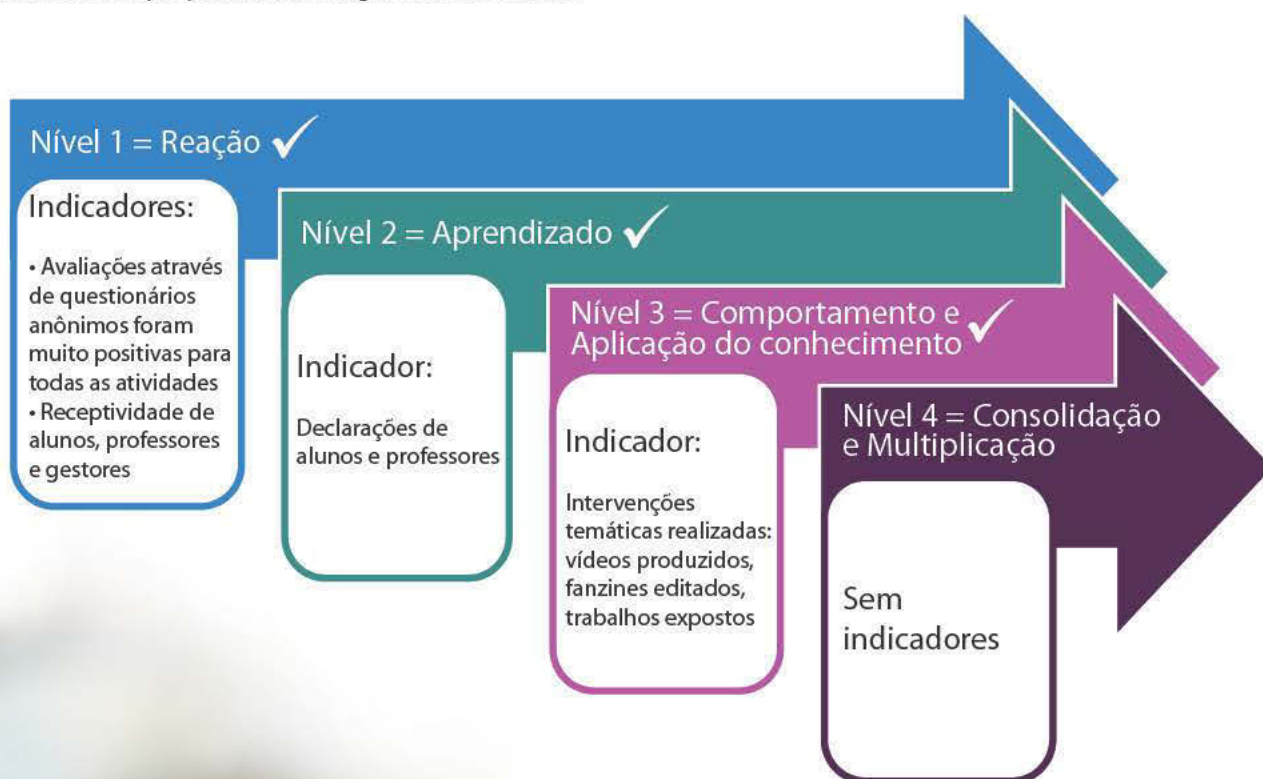 Nível 1 = Reação ✓
Indicadores:
• Avaliações através
de questionários
anônimos foram
muito positivas para
todas as atividades
• Receptividade de
alunos, professores
e gestores
Nível 2 = Aprendizado ✓
Indicador:
Declarações de
alunos e professores
Nível 3 = Comportamento e
Aplicação do conhecimento ✓
Indicador:
Intervenções
temáticas realizadas:
vídeos produzidos,
fanzines editados,
trabalhos expostos
Nível 4 = Consolidação
e Multiplicação
Sem
indicadores